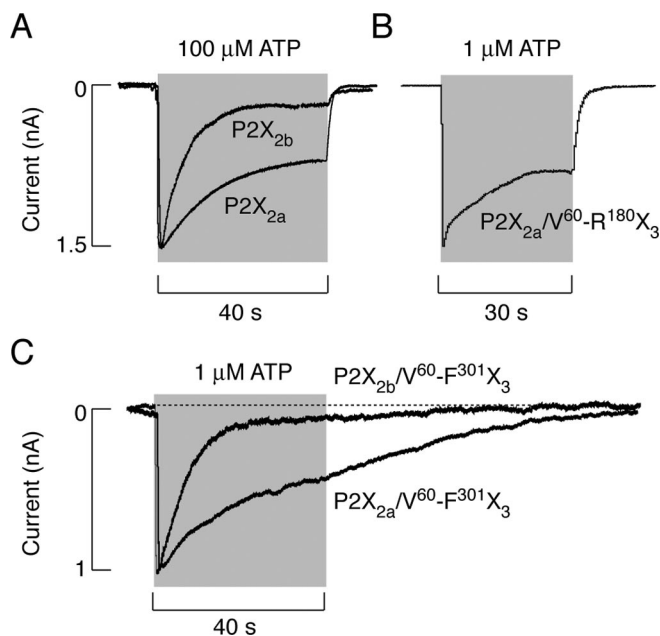 A
B
100 μM ATP
1 μM ATP
0
Current (nA)
1.5
P2X2b
P2X2a
P2X2a/V60-R180X3
40 s
30 s
C
1 μM ATP
P2X2b/V60-F301X3
0
Current (nA)
1
P2X2a/V60-F301X3
40 s